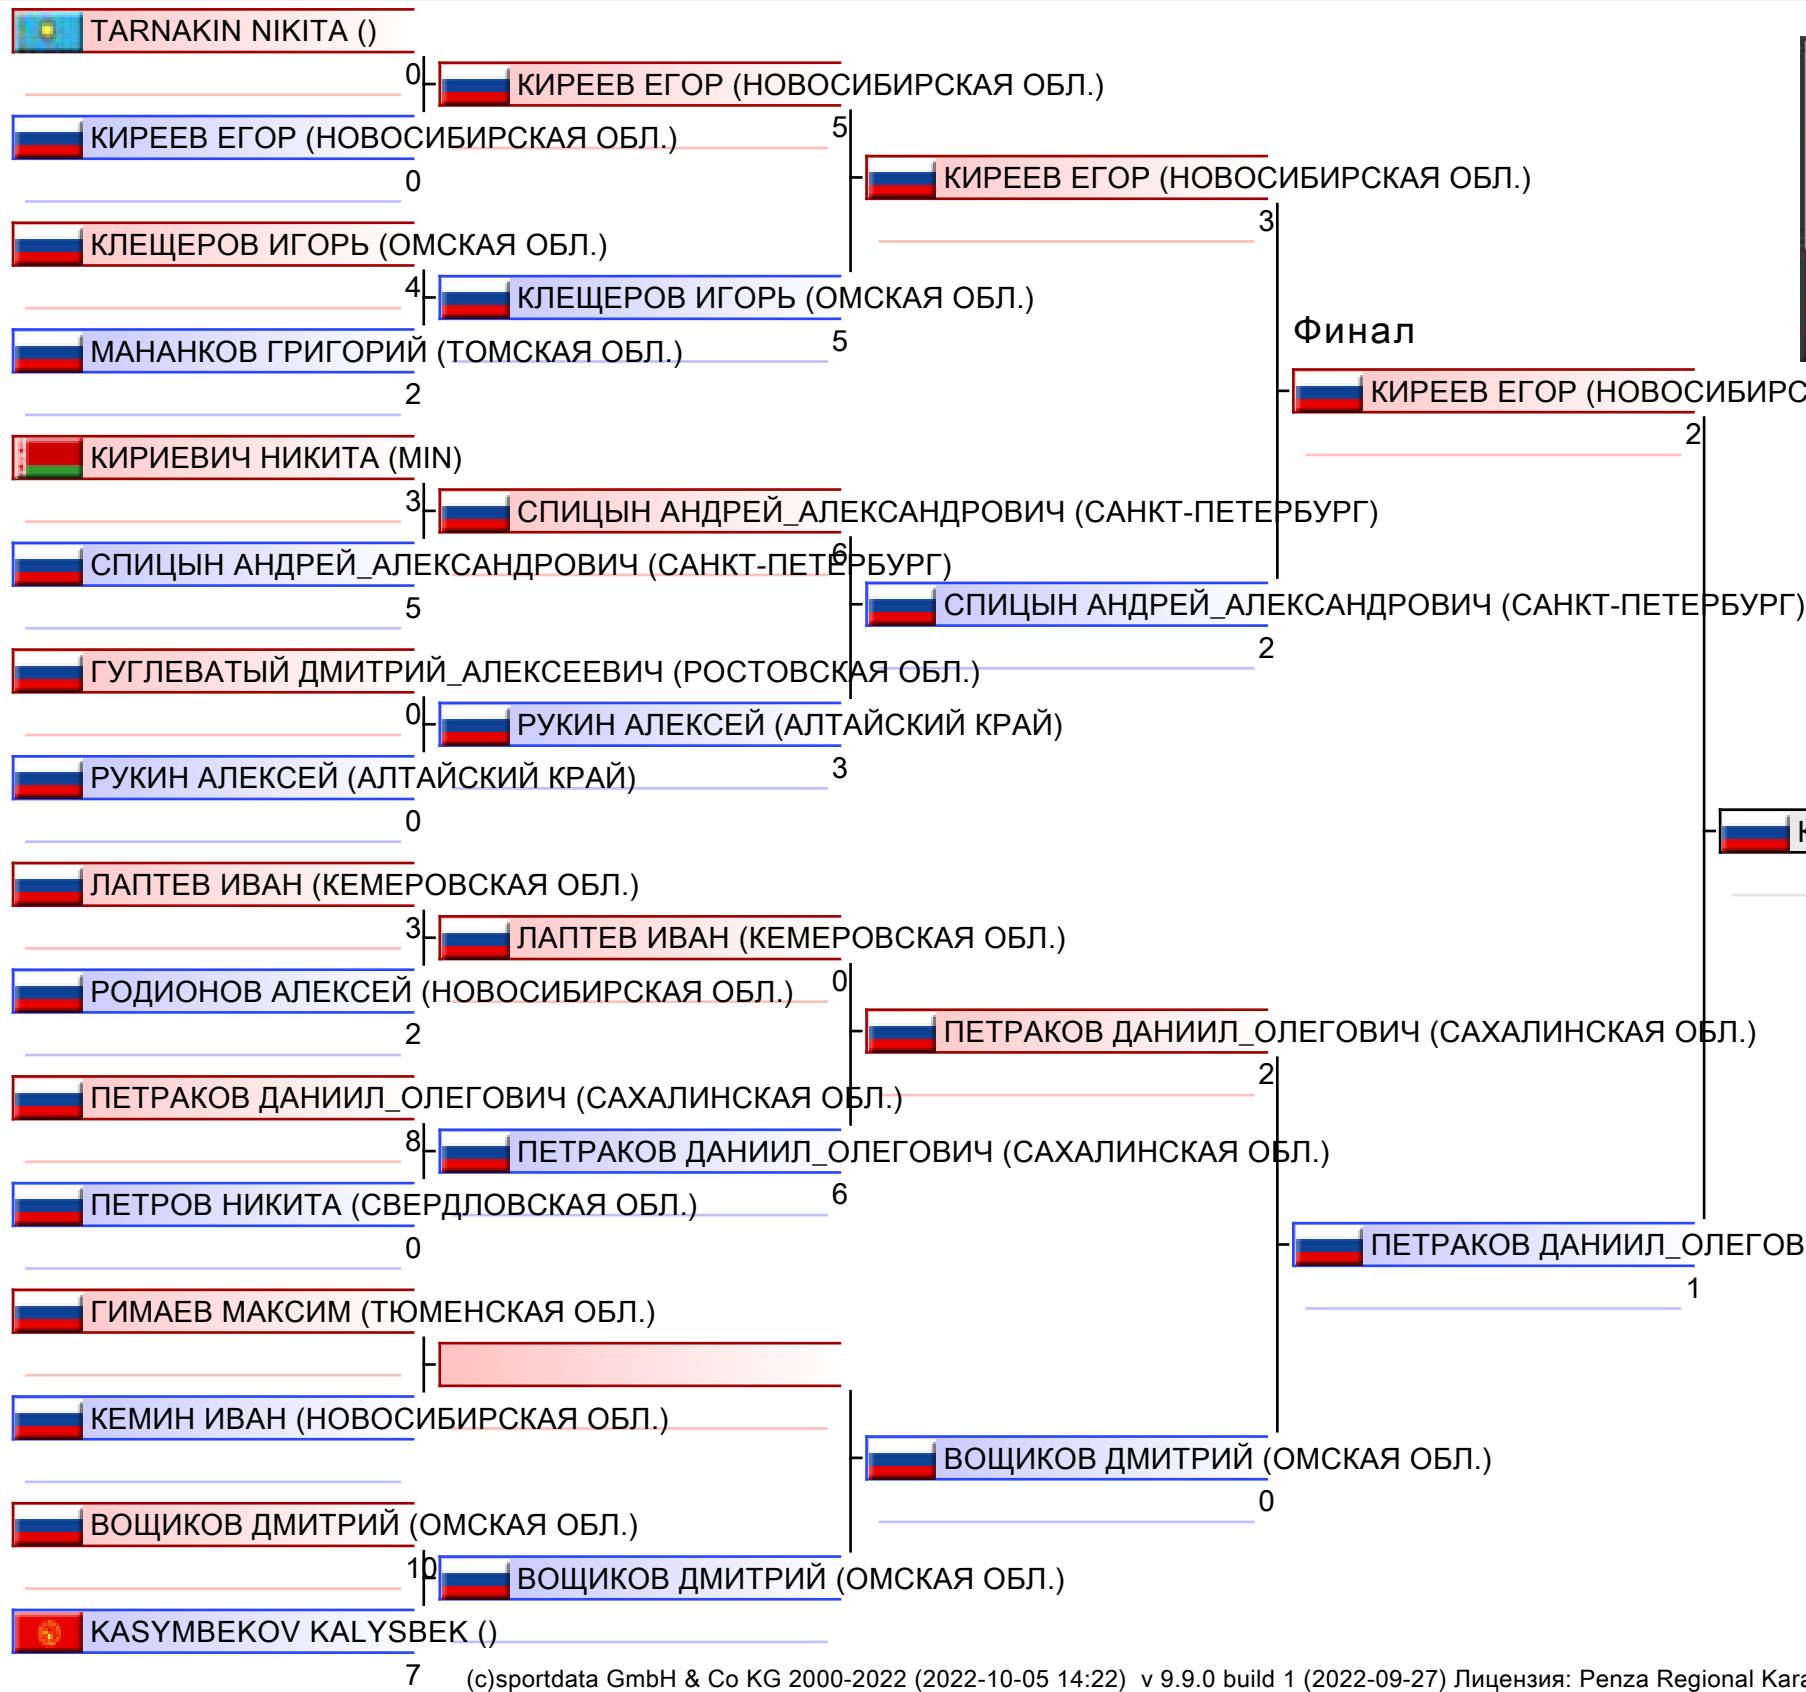 TARNAKIN NIKITA ()
0
КИРЕЕВ ЕГОР (НОВОСИБИРСКАЯ ОБЛ.)
5
КИРЕЕВ ЕГОР (НОВОСИБИРСКАЯ ОБЛ.)
0
КИРЕЕВ ЕГОР (НОВОСИБИРСКАЯ ОБЛ.)
3
КЛЕЩЕРОВ ИГОРЬ (ОМСКАЯ ОБЛ.)
4
КЛЕЩЕРОВ ИГОРЬ (ОМСКАЯ ОБЛ.)
5
МАНАНКОВ ГРИГОРИЙ (ТОМСКАЯ ОБЛ.)
2
Финал
КИРЕЕВ ЕГОР (НОВОСИБИРС
2
КИРИЕВИЧ НИКИТА (MIN)
3
СПИЦЫН АНДРЕЙ_АЛЕКСАНДРОВИЧ (САНКТ-ПЕТЕРБУРГ)
6
СПИЦЫН АНДРЕЙ_АЛЕКСАНДРОВИЧ (САНКТ-ПЕТЕРБУРГ)
5
СПИЦЫН АНДРЕЙ_АЛЕКСАНДРОВИЧ (САНКТ-ПЕТЕРБУРГ)
2
ГУГЛЕВАТЫЙ ДМИТРИЙ_АЛЕКСЕЕВИЧ (РОСТОВСКАЯ ОБЛ.)
0
РУКИН АЛЕКСЕЙ (АЛТАЙСКИЙ КРАЙ)
3
РУКИН АЛЕКСЕЙ (АЛТАЙСКИЙ КРАЙ)
0
К
ЛАПТЕВ ИВАН (КЕМЕРОВСКАЯ ОБЛ.)
3
ЛАПТЕВ ИВАН (КЕМЕРОВСКАЯ ОБЛ.)
0
РОДИОНОВ АЛЕКСЕЙ (НОВОСИБИРСКАЯ ОБЛ.)
2
ПЕТРАКОВ ДАНИИЛ_ОЛЕГОВИЧ (САХАЛИНСКАЯ ОБЛ.)
2
ПЕТРАКОВ ДАНИИЛ_ОЛЕГОВИЧ (САХАЛИНСКАЯ ОБЛ.)
8
ПЕТРАКОВ ДАНИИЛ_ОЛЕГОВИЧ (САХАЛИНСКАЯ ОБЛ.)
6
ПЕТРОВ НИКИТА (СВЕРДЛОВСКАЯ ОБЛ.)
0
ПЕТРАКОВ ДАНИИЛ_ОЛЕГОВ
1
ГИМАЕВ МАКСИМ (ТЮМЕНСКАЯ ОБЛ.)
КЕМИН ИВАН (НОВОСИБИРСКАЯ ОБЛ.)
ВОЩИКОВ ДМИТРИЙ (ОМСКАЯ ОБЛ.)
0
ВОЩИКОВ ДМИТРИЙ (ОМСКАЯ ОБЛ.)
10
ВОЩИКОВ ДМИТРИЙ (ОМСКАЯ ОБЛ.)
KASYMBEKOV KALYSBEK ()
7
(c)sportdata GmbH & Co KG 2000-2022 (2022-10-05 14:22) v 9.9.0 build 1 (2022-09-27) Лицензия: Penza Regional Kara